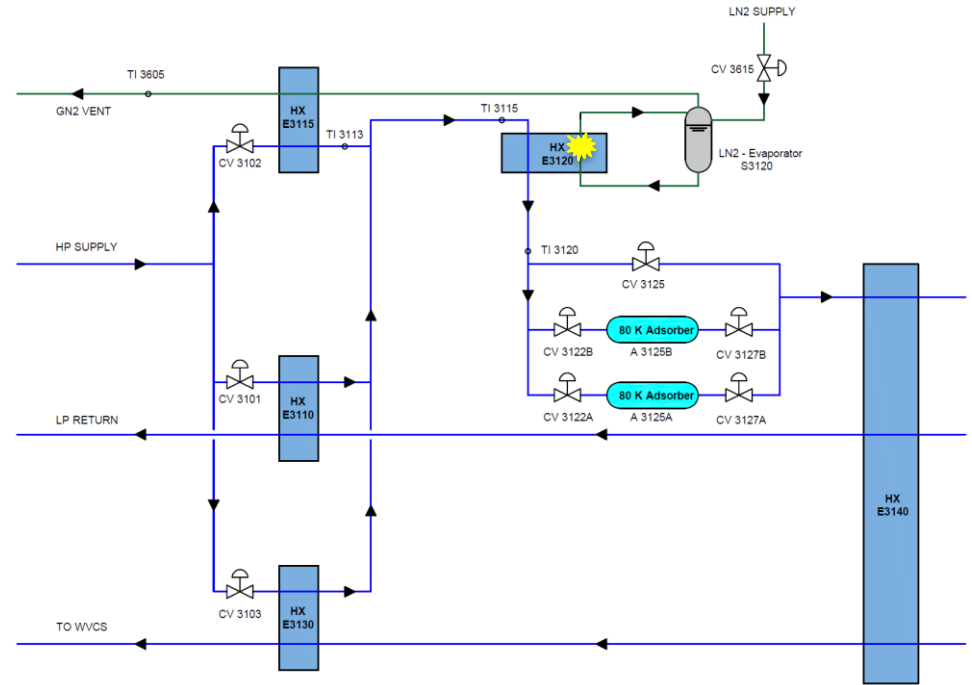 LN2 SUPPLY
TI 3605
CV 3615
GN2 VENT
HX
E3115
TI 3113
TI 3115
CV 3102
HX
E3120
LN2 - Evaporator
S3120
HP SUPPLY
TI 3120
CV 3125
80 K Adsorber
CV 3122B
A 3125B
CV 3127B
CV 3101
HX
E3110
80 K Adsorber
CV 3122A
A 3125A
CV 3127A
LP RETURN
HX
E3140
CV 3103
HX
E3130
TO WVCS